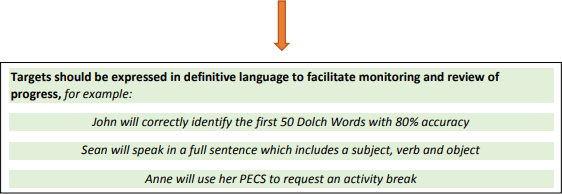 Targets should be expressed in definitive language to facilitate monitoring and review of
progress, for example:
John will correctly identify the first 50 Dolch Words with 80% accuracy
Sean will speak in a full sentence which includes a subject, verb and object
Anne will use her PECS to request an activity break